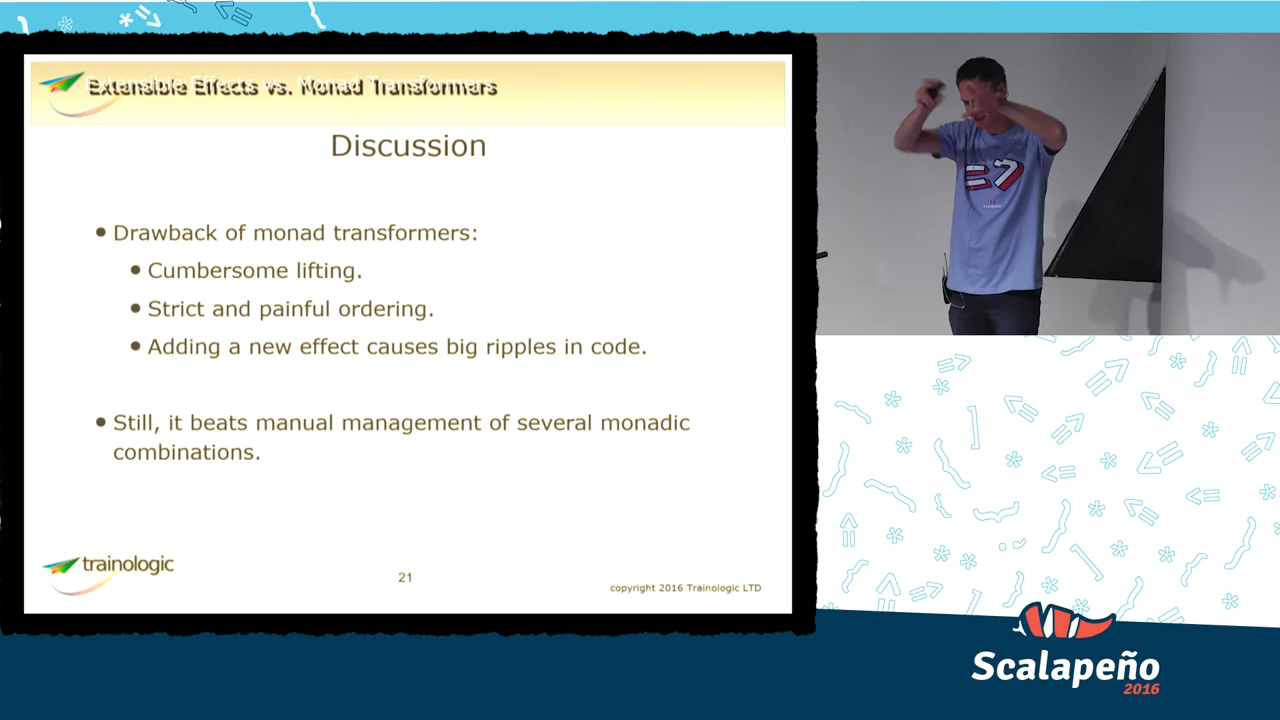 Extensible Effects vs. Monad Transformers
Discussion
• Drawback of monad transformers:
• Cumbersome lifting.
• Strict and painful ordering.
• Adding a new effect causes big ripples in code.
• Still, it beats manual management of several monadic
combinations.
trainologic
21
copyright 2016 Trainologic LTD
Scalapeño
2016